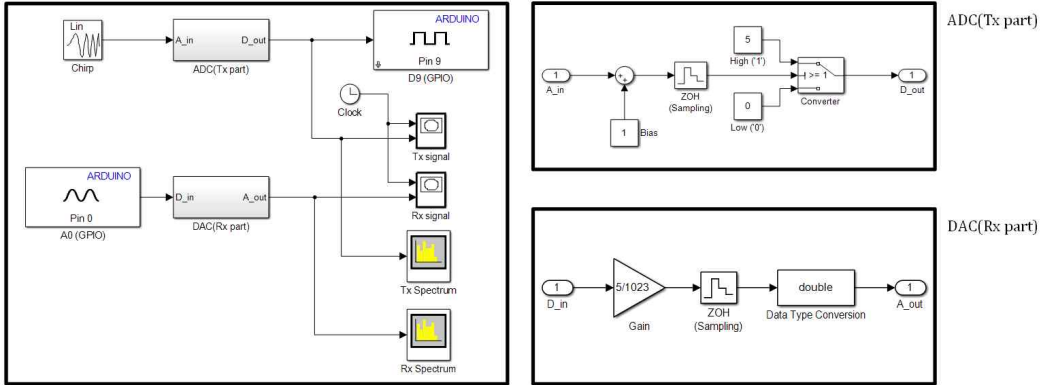 Lin
Chirp
A_in
D_out
ADC(Tx part)
ARDUINO
Pin 9
D9 (GPIO)
Clock
Tx signal
ARDUINO
Pin 0
A0 (GPIO)
D_in
A_out
DAC(Rx part)
Rx signal
Tx Spectrum
Rx Spectrum
ADC(Tx part)
1
A_in
+
+
1
Bias
ZOH
(Sampling)
5
High ('1')
0
Low ('0')
>= 1
Converter
1
D_out
DAC(Rx part)
1
D_in
5/1023
Gain
ZOH
(Sampling)
double
Data Type Conversion
1
A_out